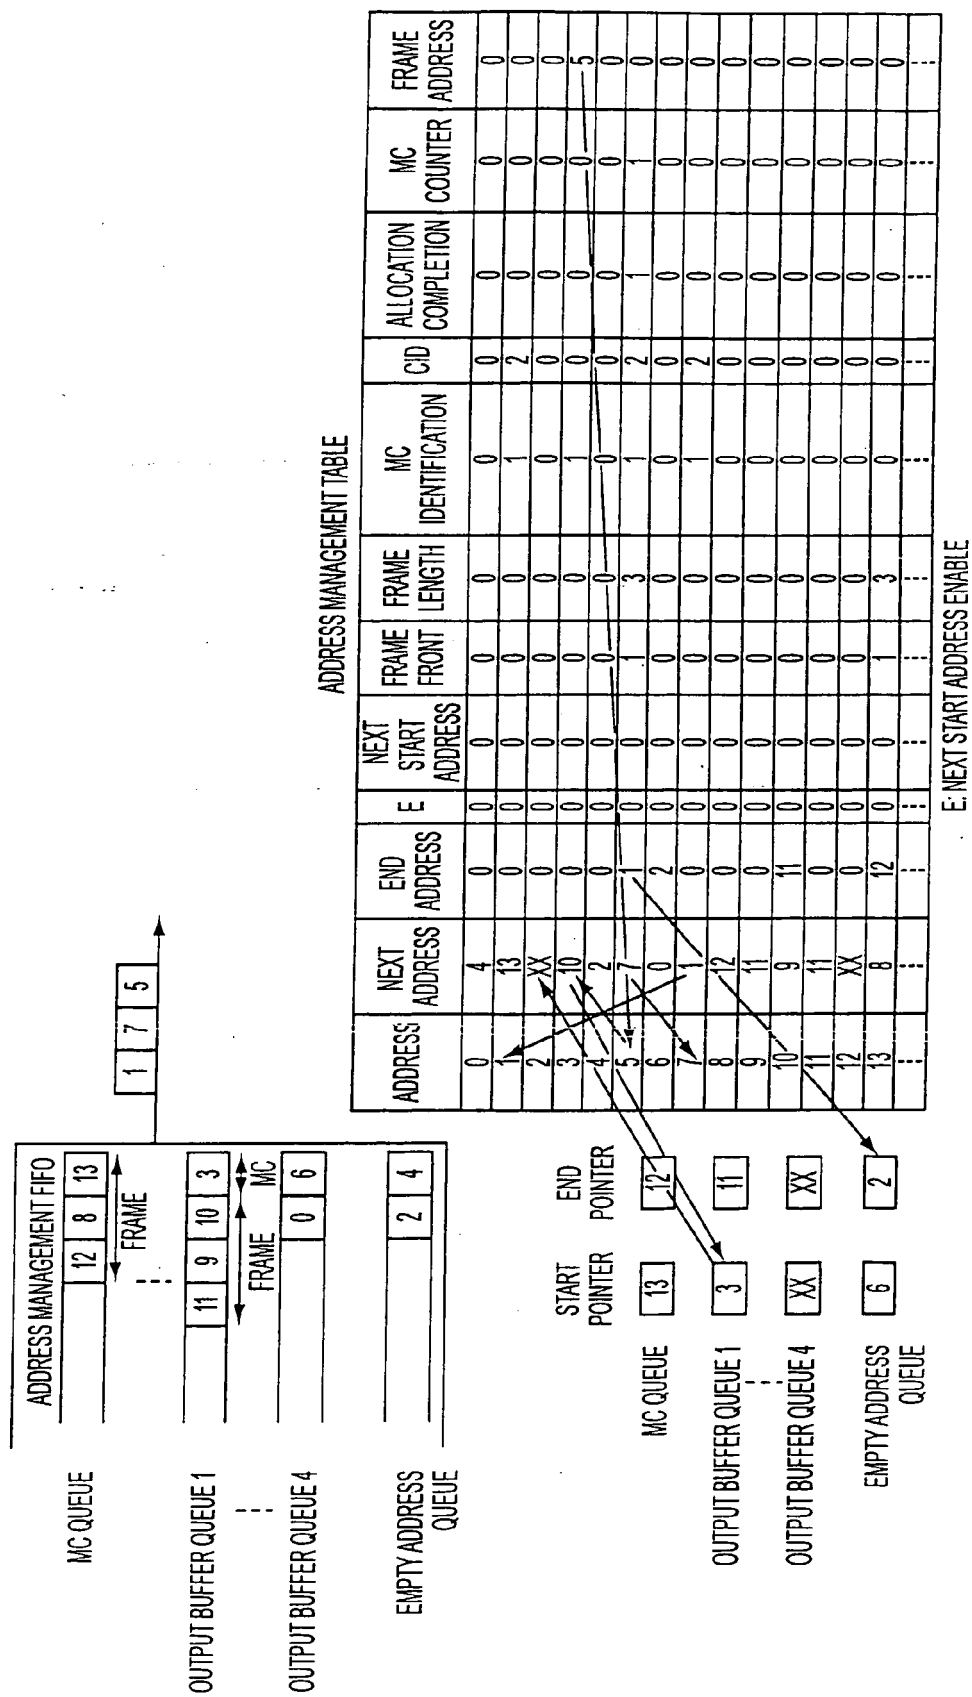 ADDRESS MANAGEMENT FIFO
MC QUEUE
12 8 13
FRAME
OUTPUT BUFFER QUEUE 1
11 9 10 3
FRAME MC
OUTPUT BUFFER QUEUE 4
0 6
EMPTY ADDRESS
QUEUE
2 4
1 7 5
START
POINTER
END
POINTER
MC QUEUE 13 12
OUTPUT BUFFER QUEUE 1 3 11
OUTPUT BUFFER QUEUE 4 XX XX
EMPTY ADDRESS
QUEUE
6 2
ADDRESS MANAGEMENT TABLE
ADDRESS
NEXT
ADDRESS
END
ADDRESS
E
NEXT
START
ADDRESS
FRAME
FRONT
FRAME
LENGTH
MC
IDENTIFICATION
CID
ALLOCATION
COMPLETION
MC
COUNTER
FRAME
ADDRESS
0 4 0 0 0 0 0 0 0 0 0 0
1 13 0 0 0 0 0 1 2 0 0 0
2 XX 0 0 0 0 0 0 0 0 0 0
3 10 0 0 0 0 0 1 0 0 0 5
4 2 0 0 0 0 0 0 0 0 0 0
5 7 1 0 0 1 3 1 2 1 1 0
6 0 2 0 0 0 0 0 0 0 0 0
7 1 0 0 0 0 0 1 2 0 0 0
8 12 0 0 0 0 0 0 0 0 0 0
9 11 0 0 0 0 0 0 0 0 0 0
10 9 11 0 0 0 0 0 0 0 0 0
11 11 0 0 0 0 0 0 0 0 0 0
12 XX 0 0 0 0 0 0 0 0 0 0
13 8 12 0 0 1 3 0 0 0 0 0
E: NEXT START ADDRESS ENABLE